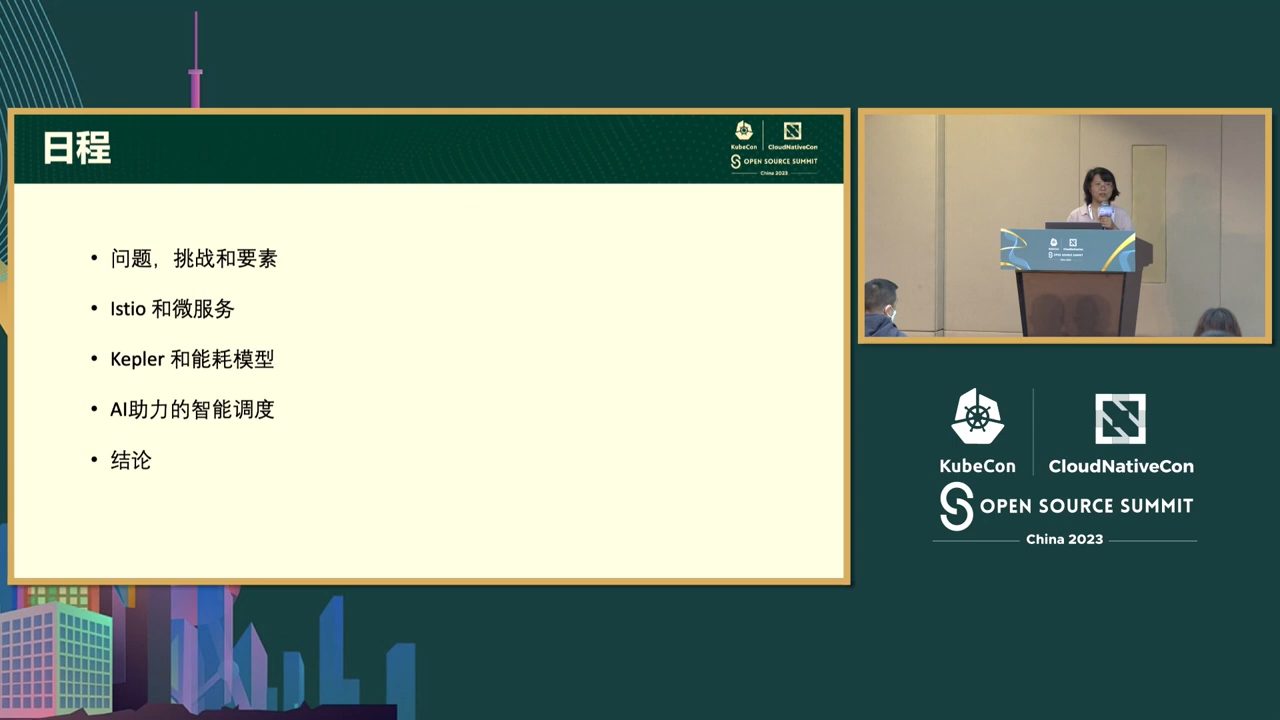 日程
KubeCon
CloudNativeCon
OPEN SOURCE SUMMIT
China 2023
• 问题，挑战和要素
• Istio 和微服务
• Kepler 和能耗模型
• AI助力的智能调度
• 结论
KubeCon
CloudNativeCon
OPEN SOURCE SUMMIT
China 2023